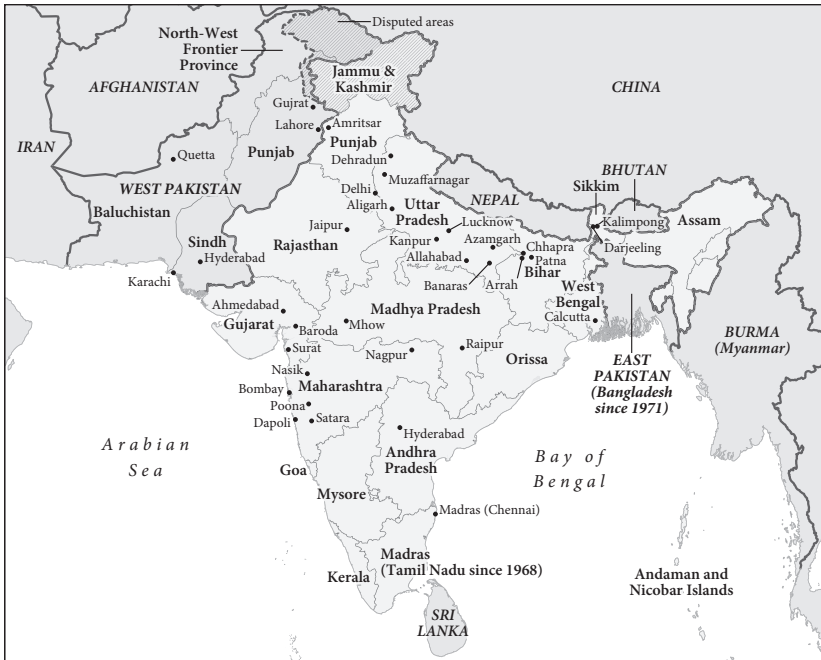 Disputed areas
North-West
Frontier
Province
Jammu &
Kashmir
AFGHANISTAN
CHINA
Gujrat
Lahore
Amritsar
IRAN
Punjab
Punjab
Dehradun
Quetta
Muzaffarnagar
WEST PAKISTAN
Delhi
NEPAL
BHUTAN
Sikkim
Baluchistan
Aligarh
Uttar
Pradesh
Lucknow
Kalimpong
Assam
Sindh
Hyderabad
Jaipur
Rajasthan
Kanpur
Azamgarh
Chhapra
Darjeeling
Karachi
Allahabad
Patna
Bihar
Banaras
Arrah
West
Bengal
Ahmedabad
Gujarat
Madhya Pradesh
Calcutta
Baroda
Mhow
BURMA
(Myanmar)
Surat
Nagpur
Raipur
Orissa
EAST
PAKISTAN
(Bangladesh
since 1971)
Nasik
Maharashtra
Bombay
Poona
Dapoli
Satara
Hyderabad
Arabian
Sea
Andhra
Pradesh
Bay of
Bengal
Goa
Mysore
Madras (Chennai)
Madras
(Tamil Nadu since 1968)
Kerala
Andaman and
Nicobar Islands
SRI
LANKA